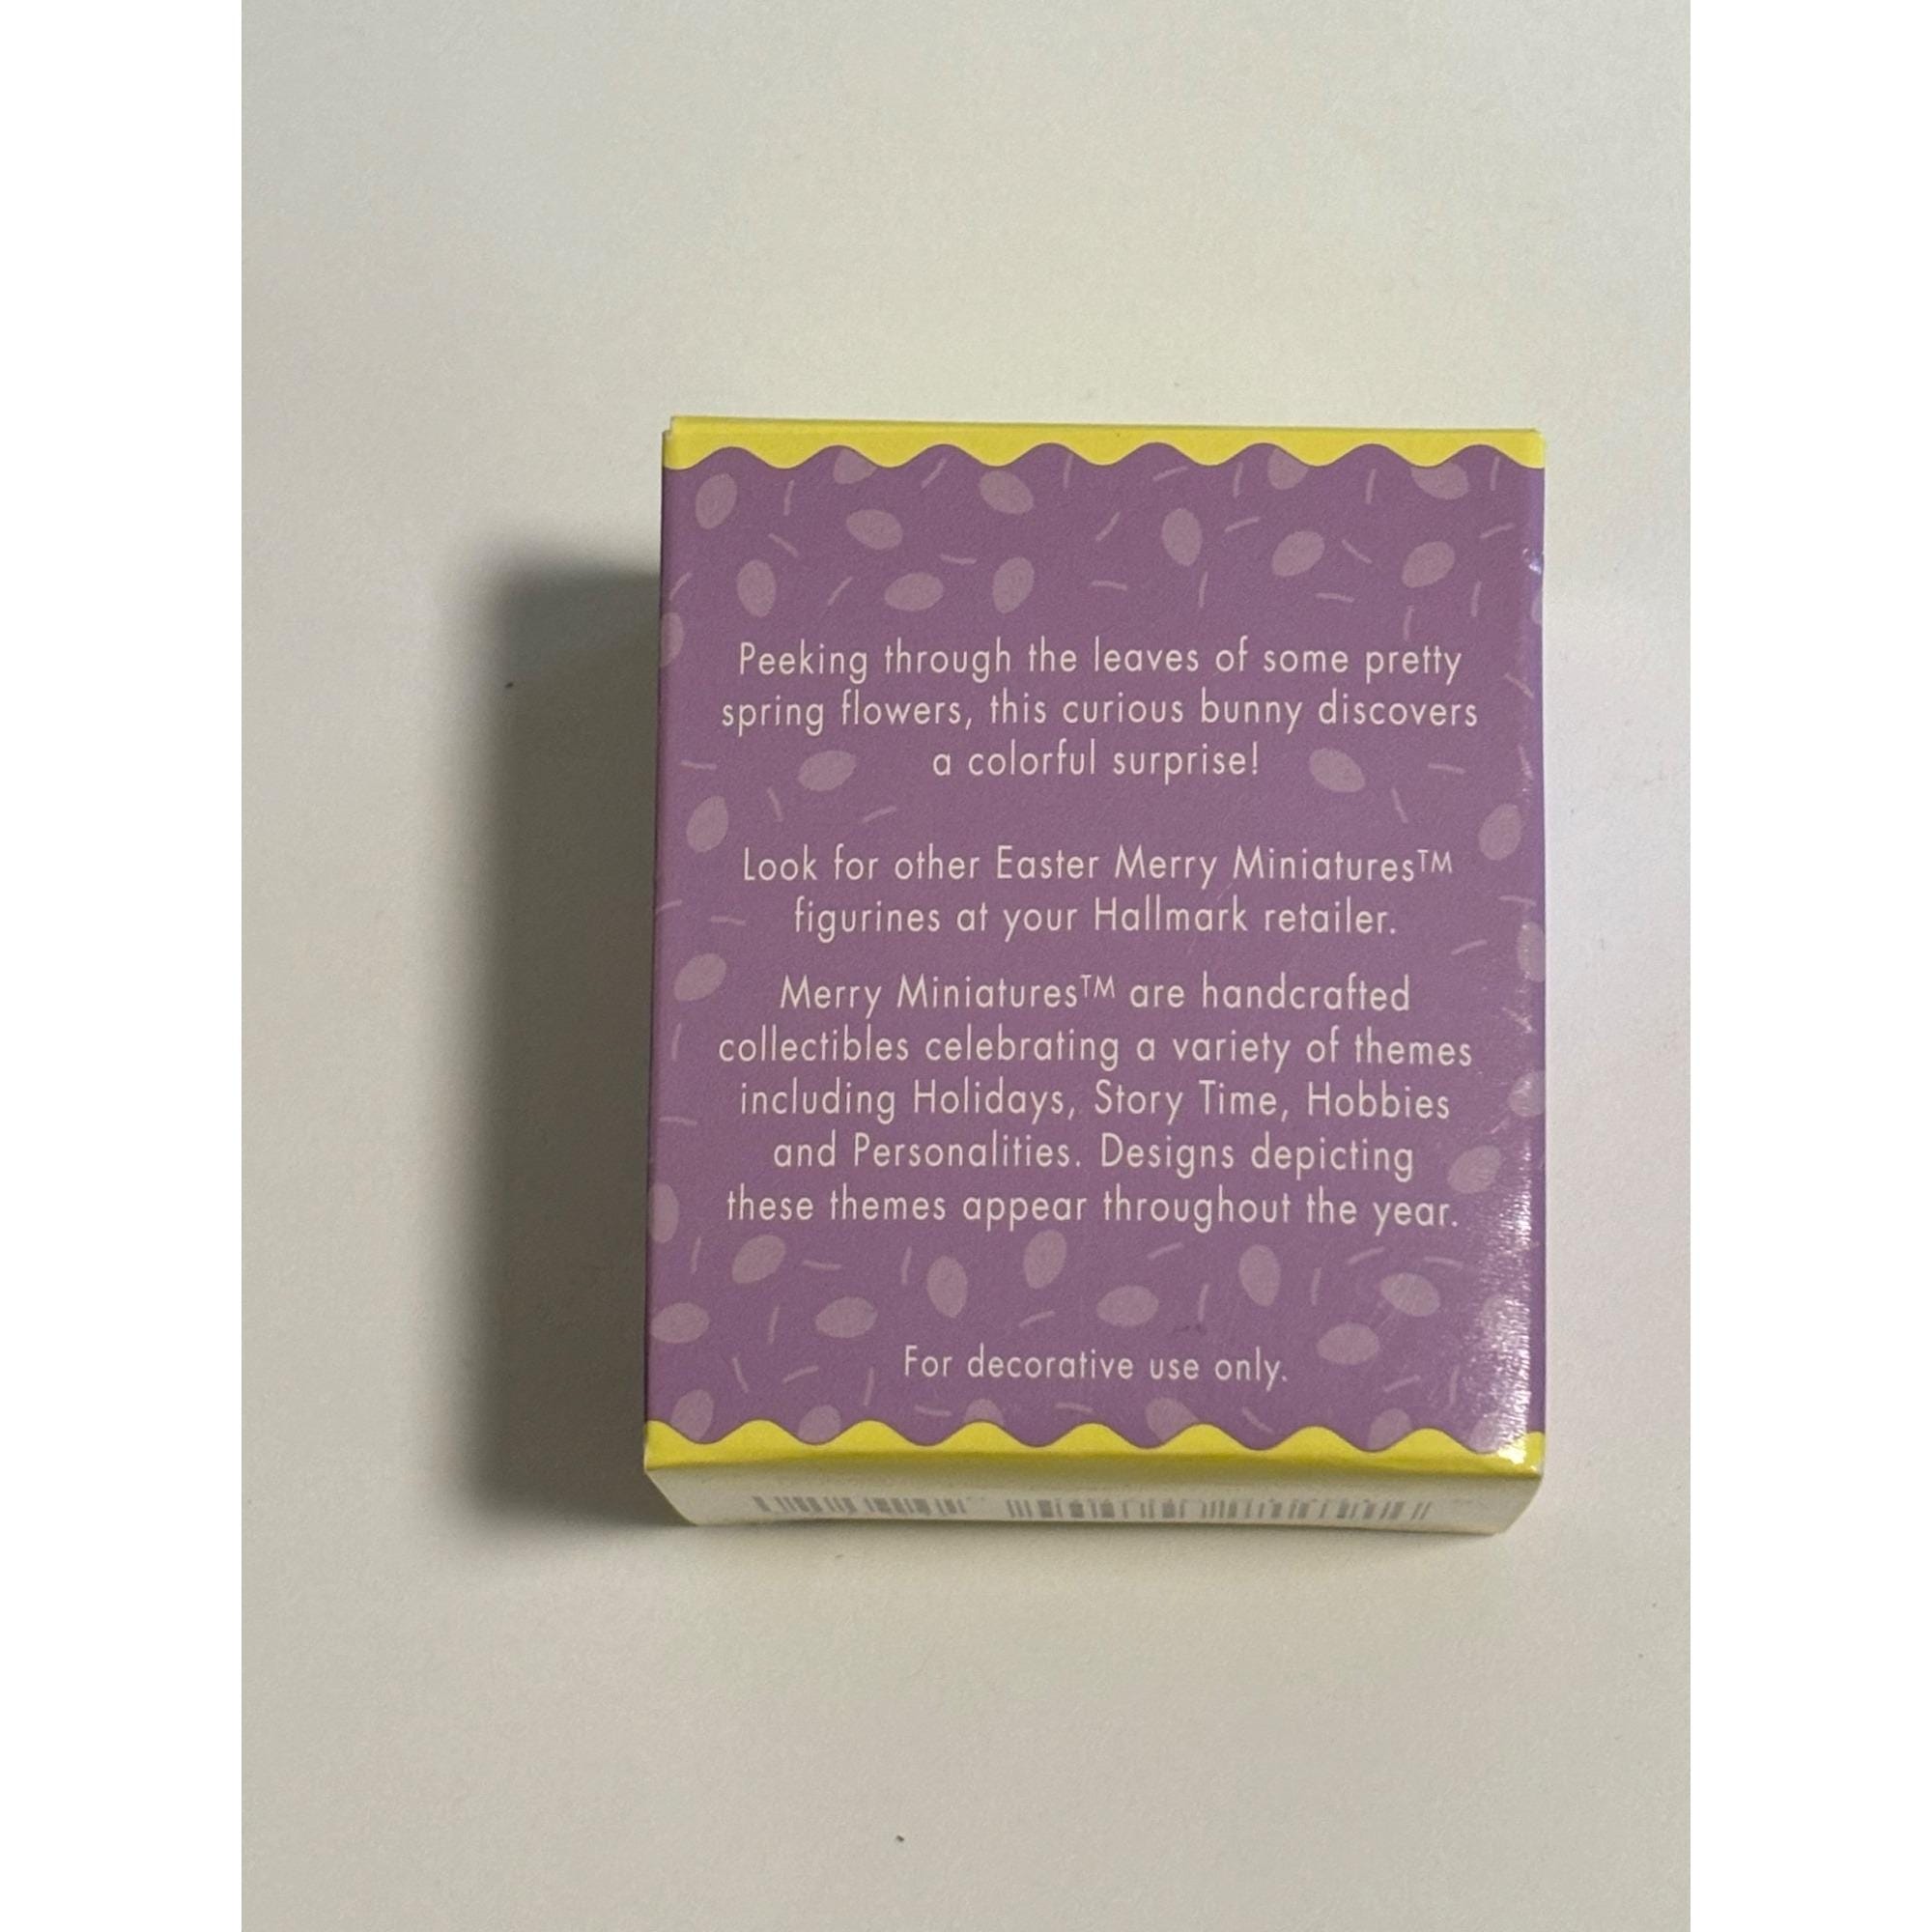 Peeking through the leaves of some pretty
spring flowers, this curious bunny discovers
a colorful surprise!
Look for other Easter Merry Miniatures™
figurines at your Hallmark retailer.
Merry Miniatures™ are handcrafted
collectibles celebrating a variety of themes
including Holidays, Story Time, Hobbies
and Personalities. Designs depicting
these themes appear throughout the year.
For decorative use only.